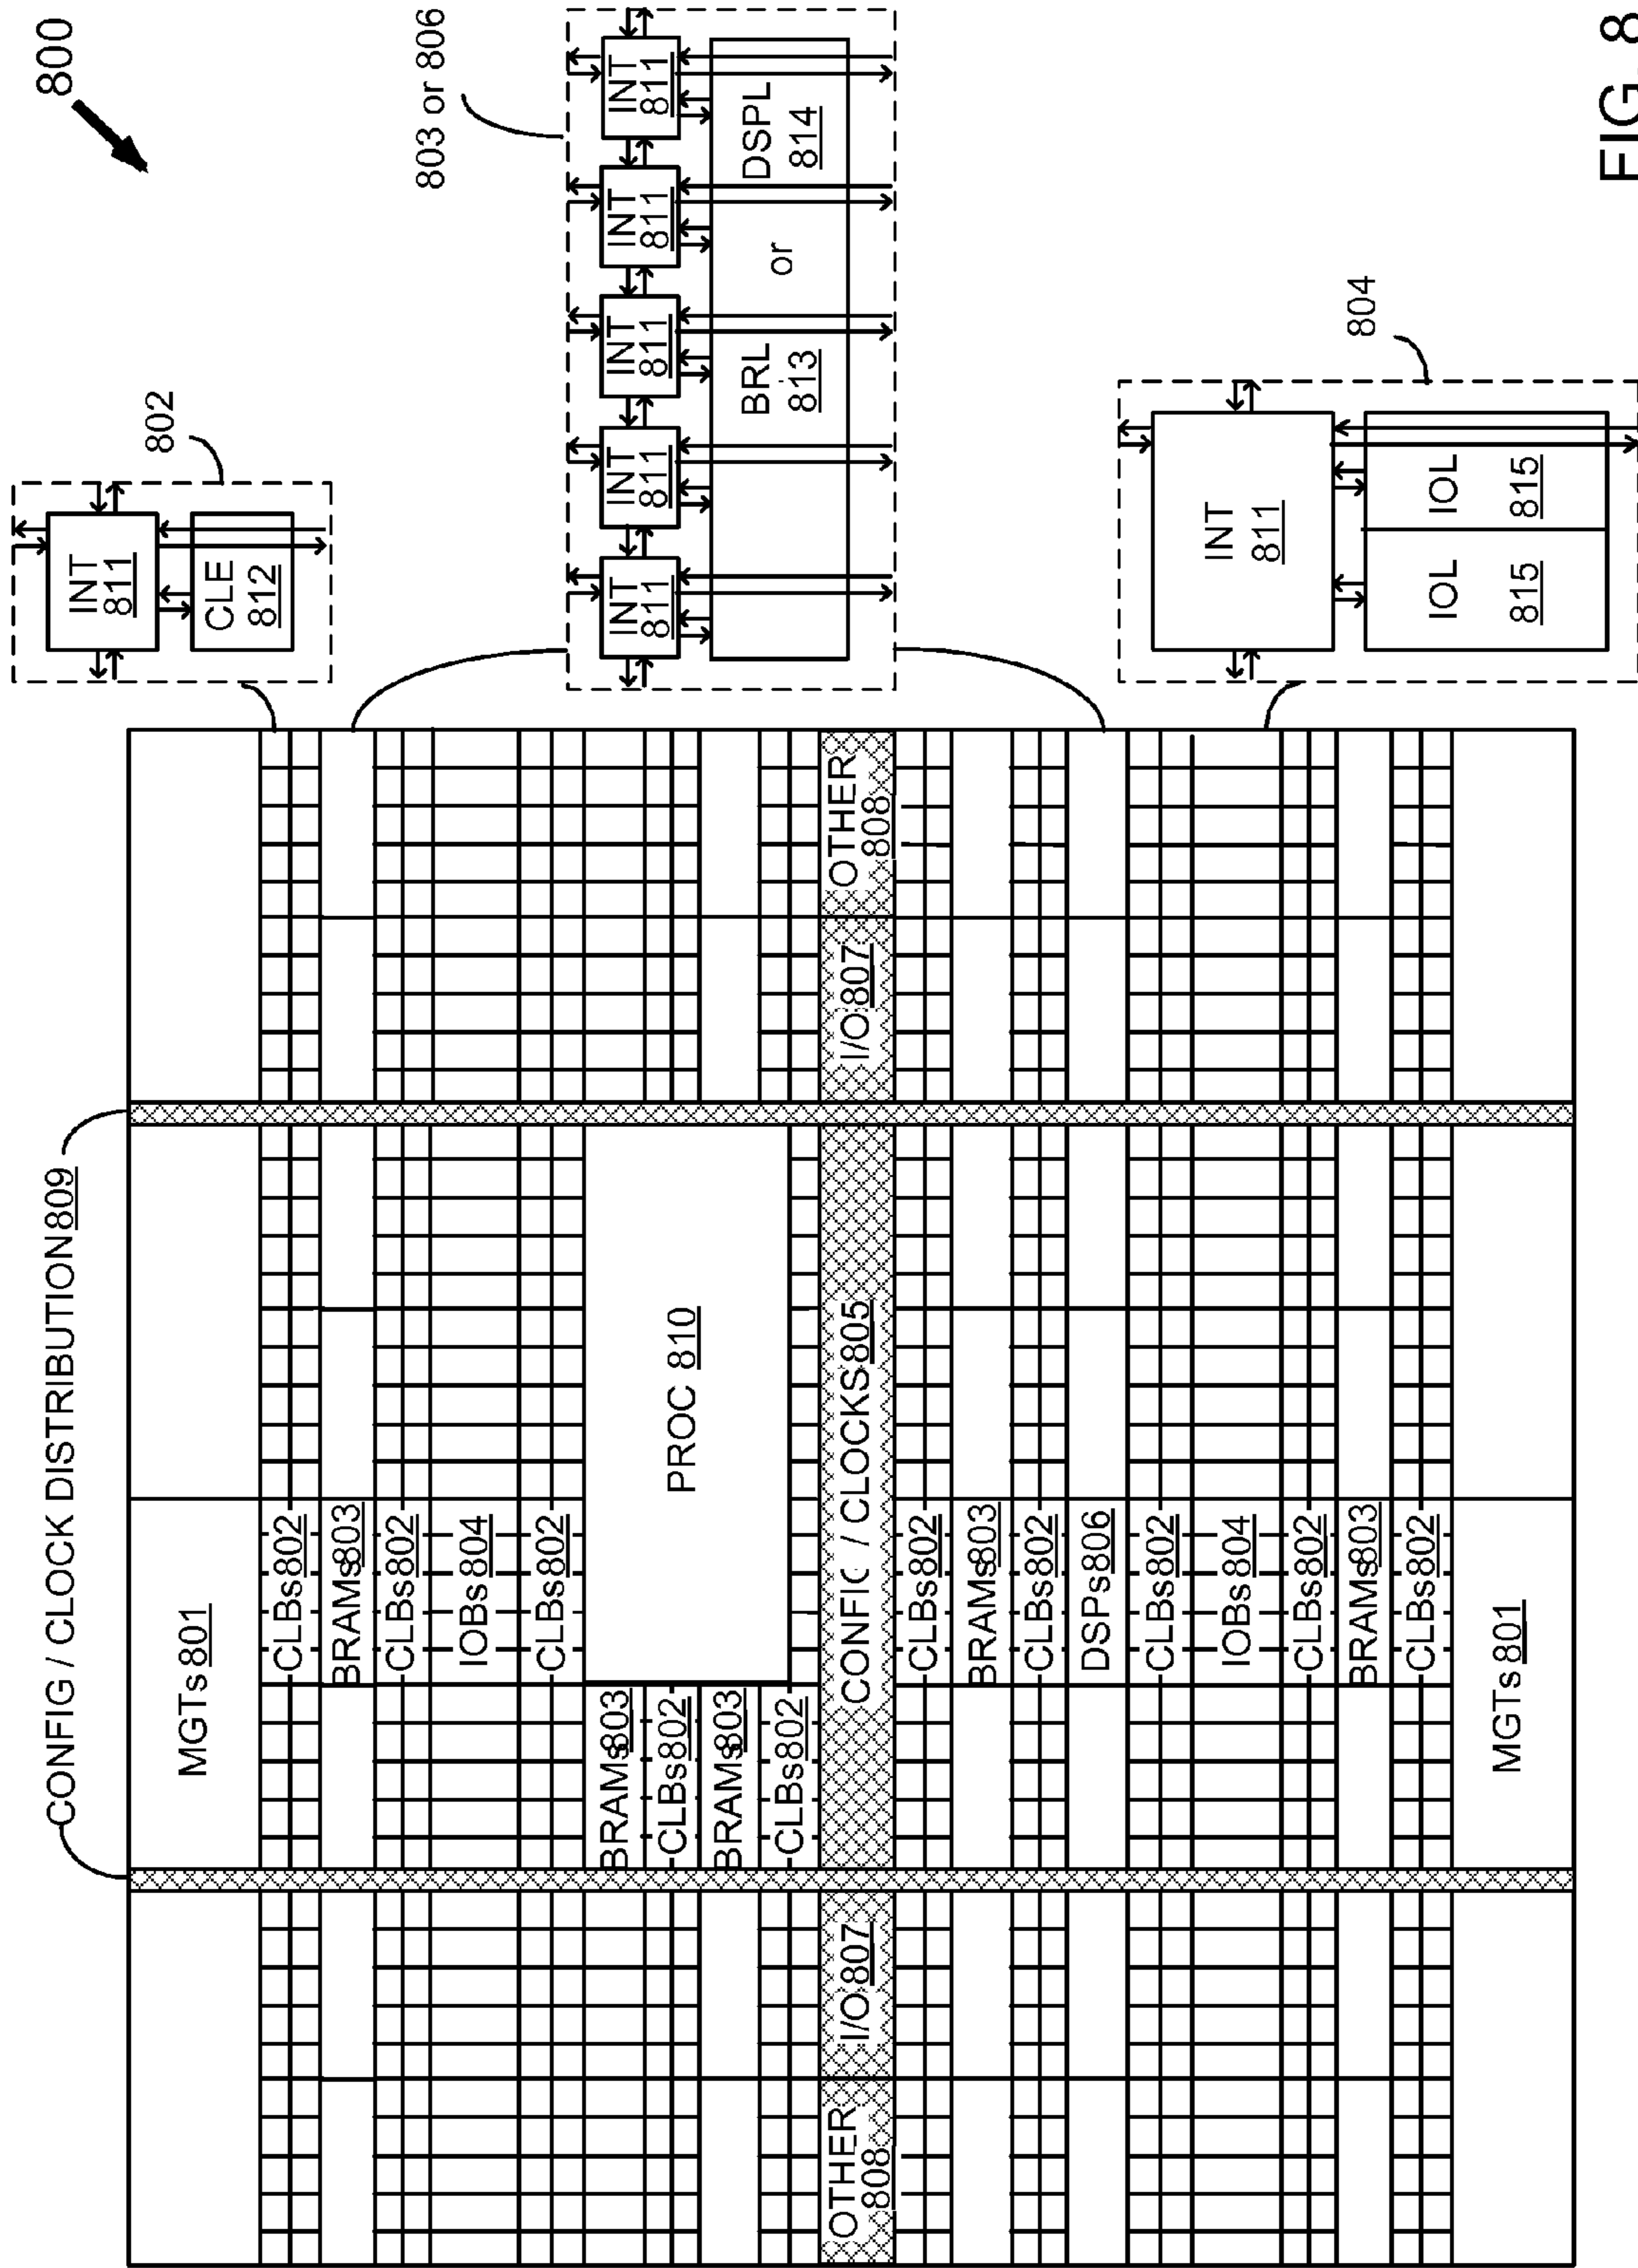 800
CONFIG / CLOCK DISTRIBUTION 809
MGTs 801
CLBs 802
BRAMs 803
CLBs 802
IOBs 804
CLBs 802
BRAMs 803
CLBs 802
BRAMs 803
CLBs 802
PROC 810
OTHER
808
I/O 807
CONFIG / CLOCKS 805
I/O 807
OTHER
808
CLBs 802
BRAMs 803
CLBs 802
DSPs 806
CLBs 802
IOBs 804
CLBs 802
BRAMs 803
CLBs 802
MGTs 801
INT
811
CLE
812
802
803 or 806
INT
811
INT
811
INT
811
INT
811
INT
811
BRL
813
or
DSPL
814
804
INT
811
IOL
815
IOL
815
FIG. 8